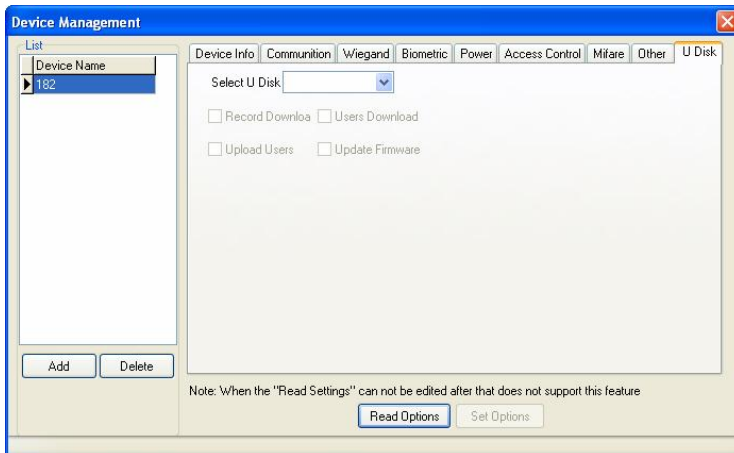 Device Management
List
Device Name
182
Add
Delete
Device Info
Communition
Wiegand
Biometric
Power
Access Control
Mifare
Other
U Disk
Select U Disk
Record Downloa
Users Download
Upload Users
Update Firmware
Note: When the "Read Settings" can not be edited after that does not support this feature
Read Options
Set Options